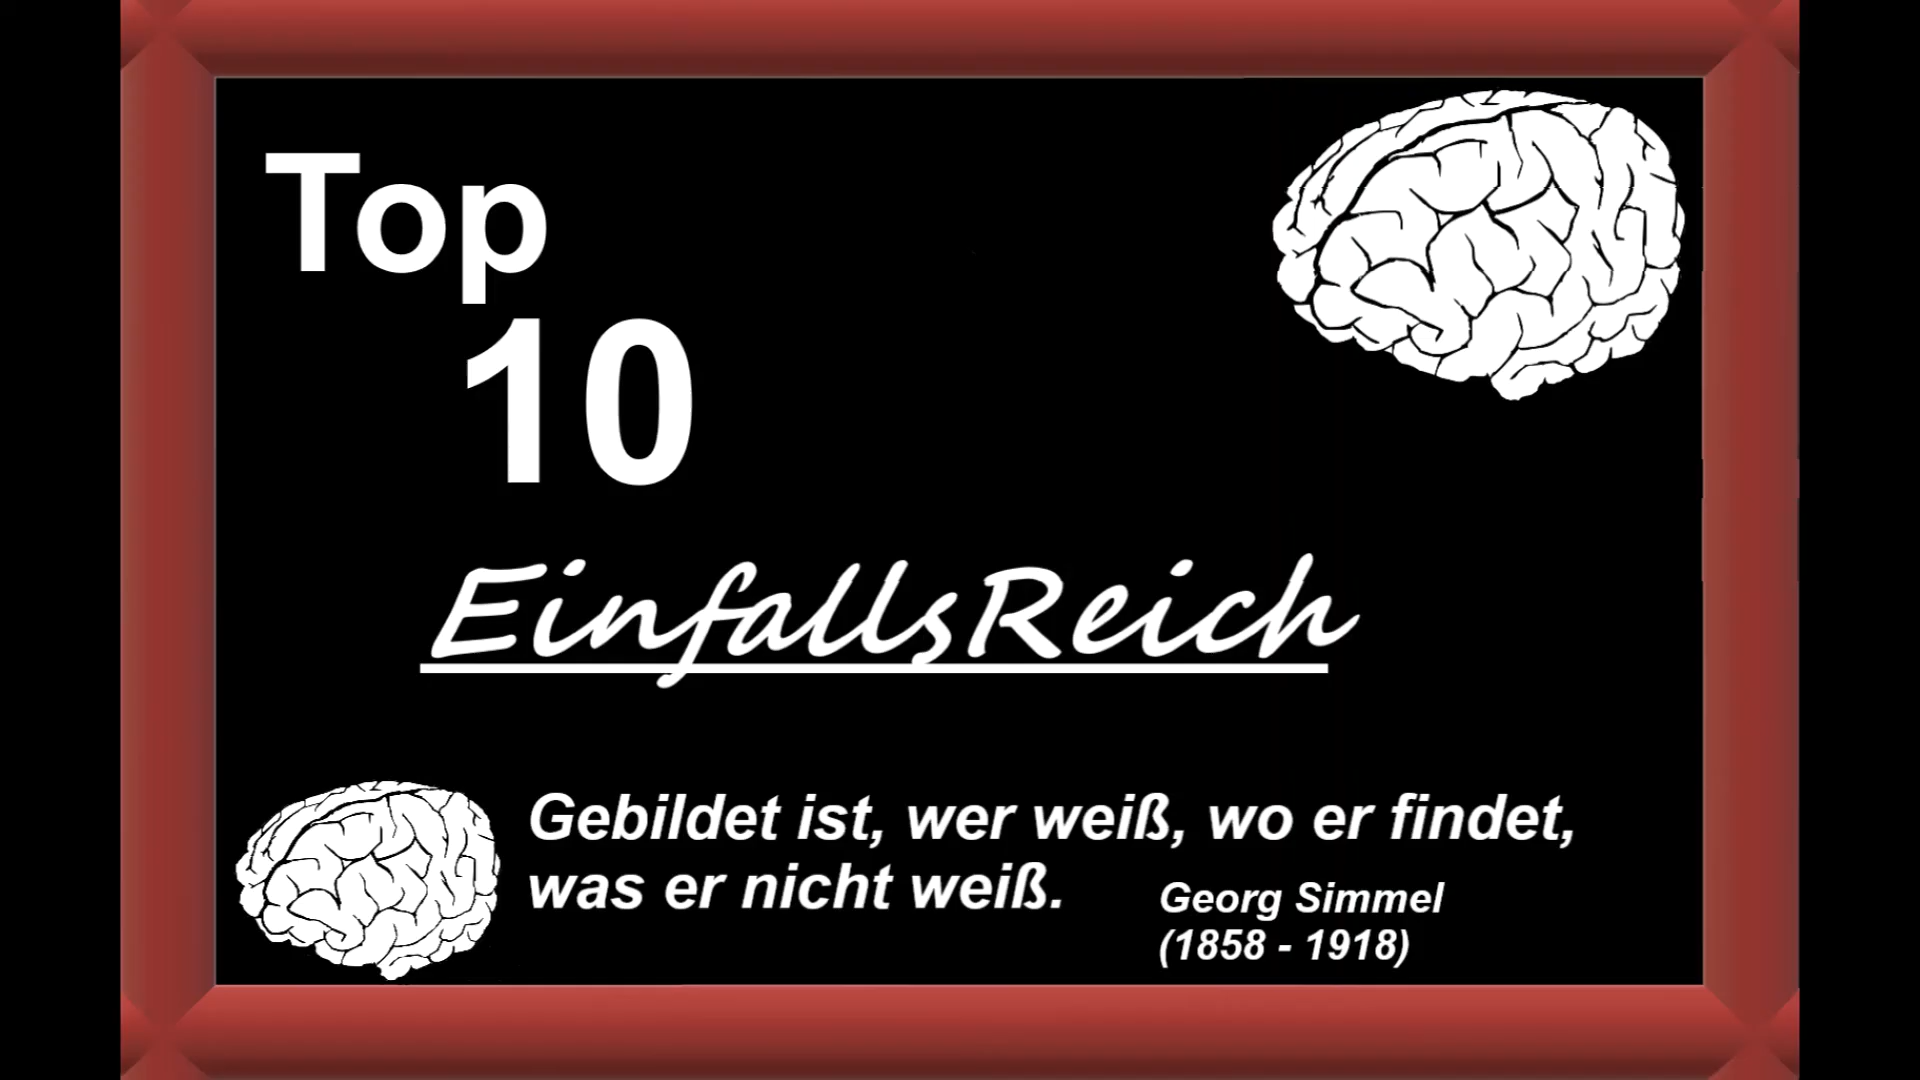 Top
10
EinfallsReich
Gebildet ist, wer weiß, wo er findet,
was er nicht weiß.
Georg Simmel
(1858 - 1918)